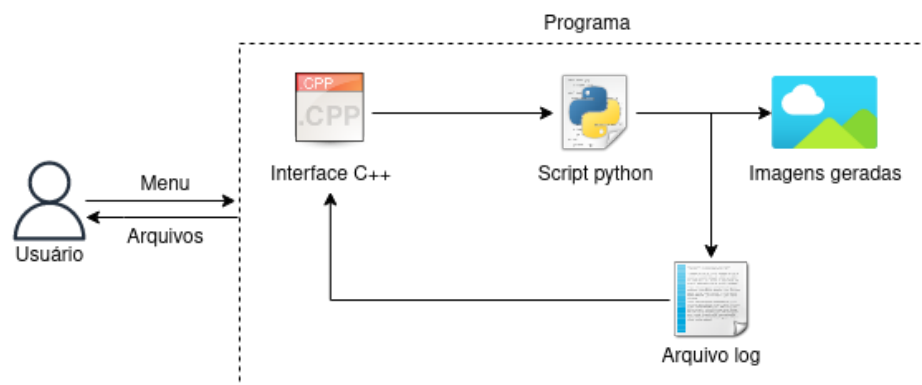 Programa
CPP
.CPP
Interface C++
Script python
Imagens geradas
Menu
Arquivos
Usuário
Arquivo log